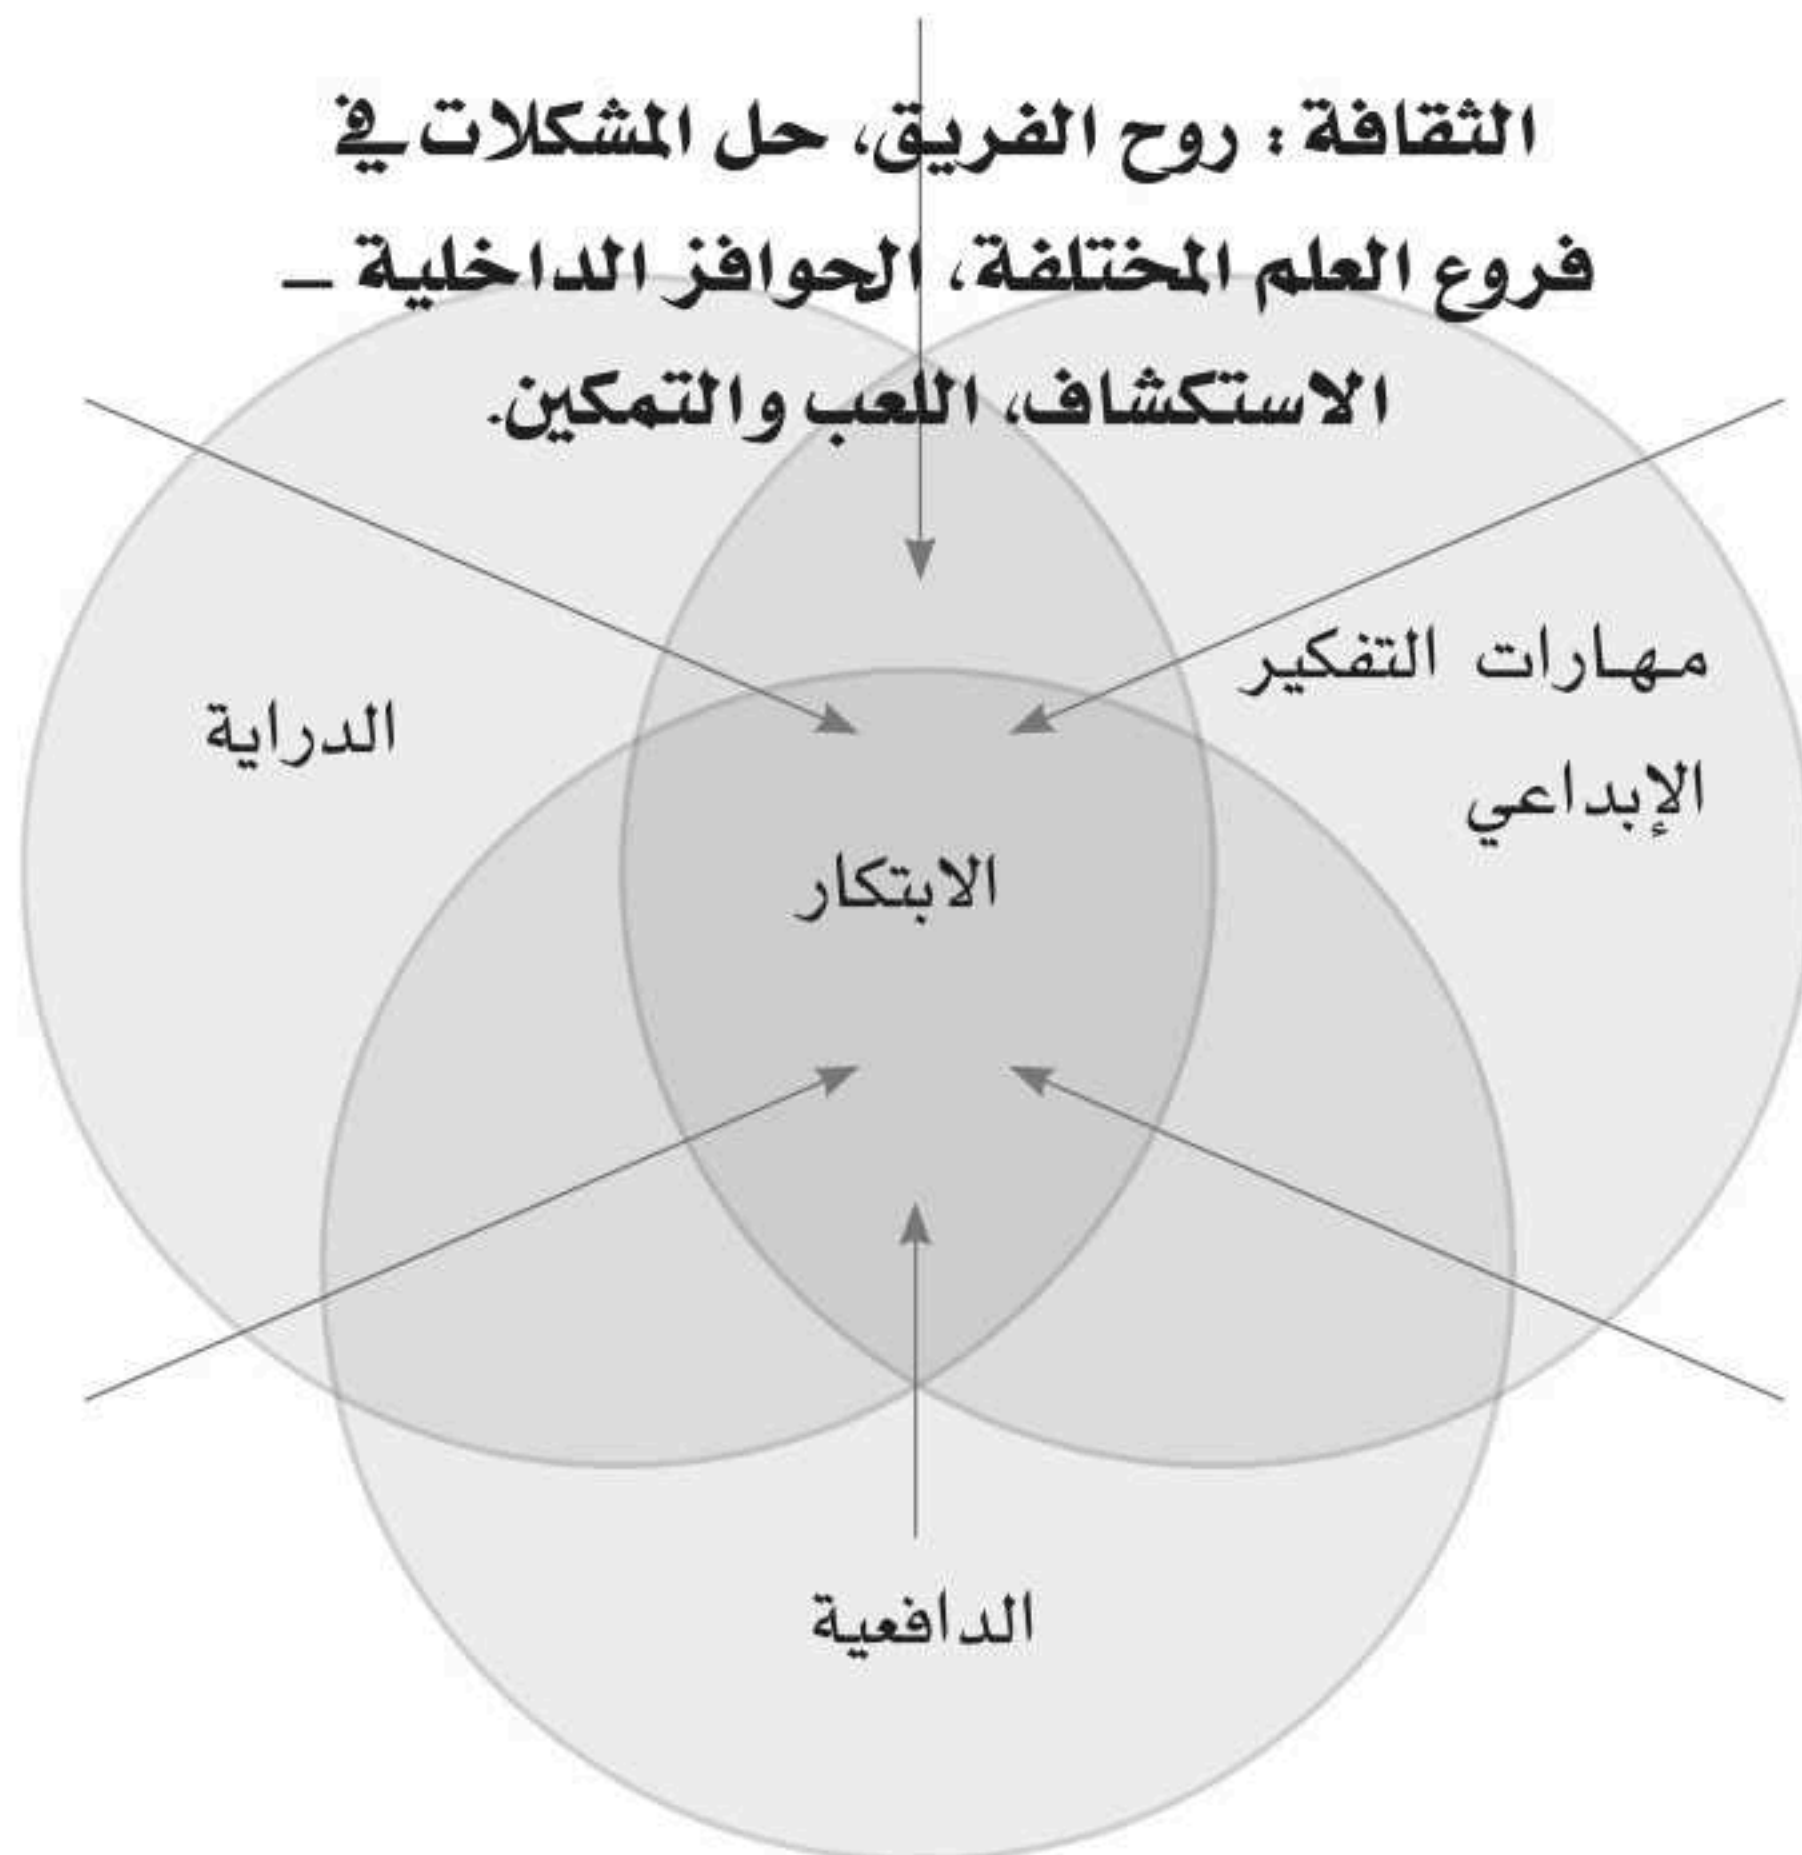 الثقافة: روح الفريق، حل المشكلات في
فروع العلم المختلفة، الحوافز الداخلية –
الاستكشاف، اللعب والتمكين.
مهارات التفكير
الإبداعي
الدراية
الابتكار
الدافعية